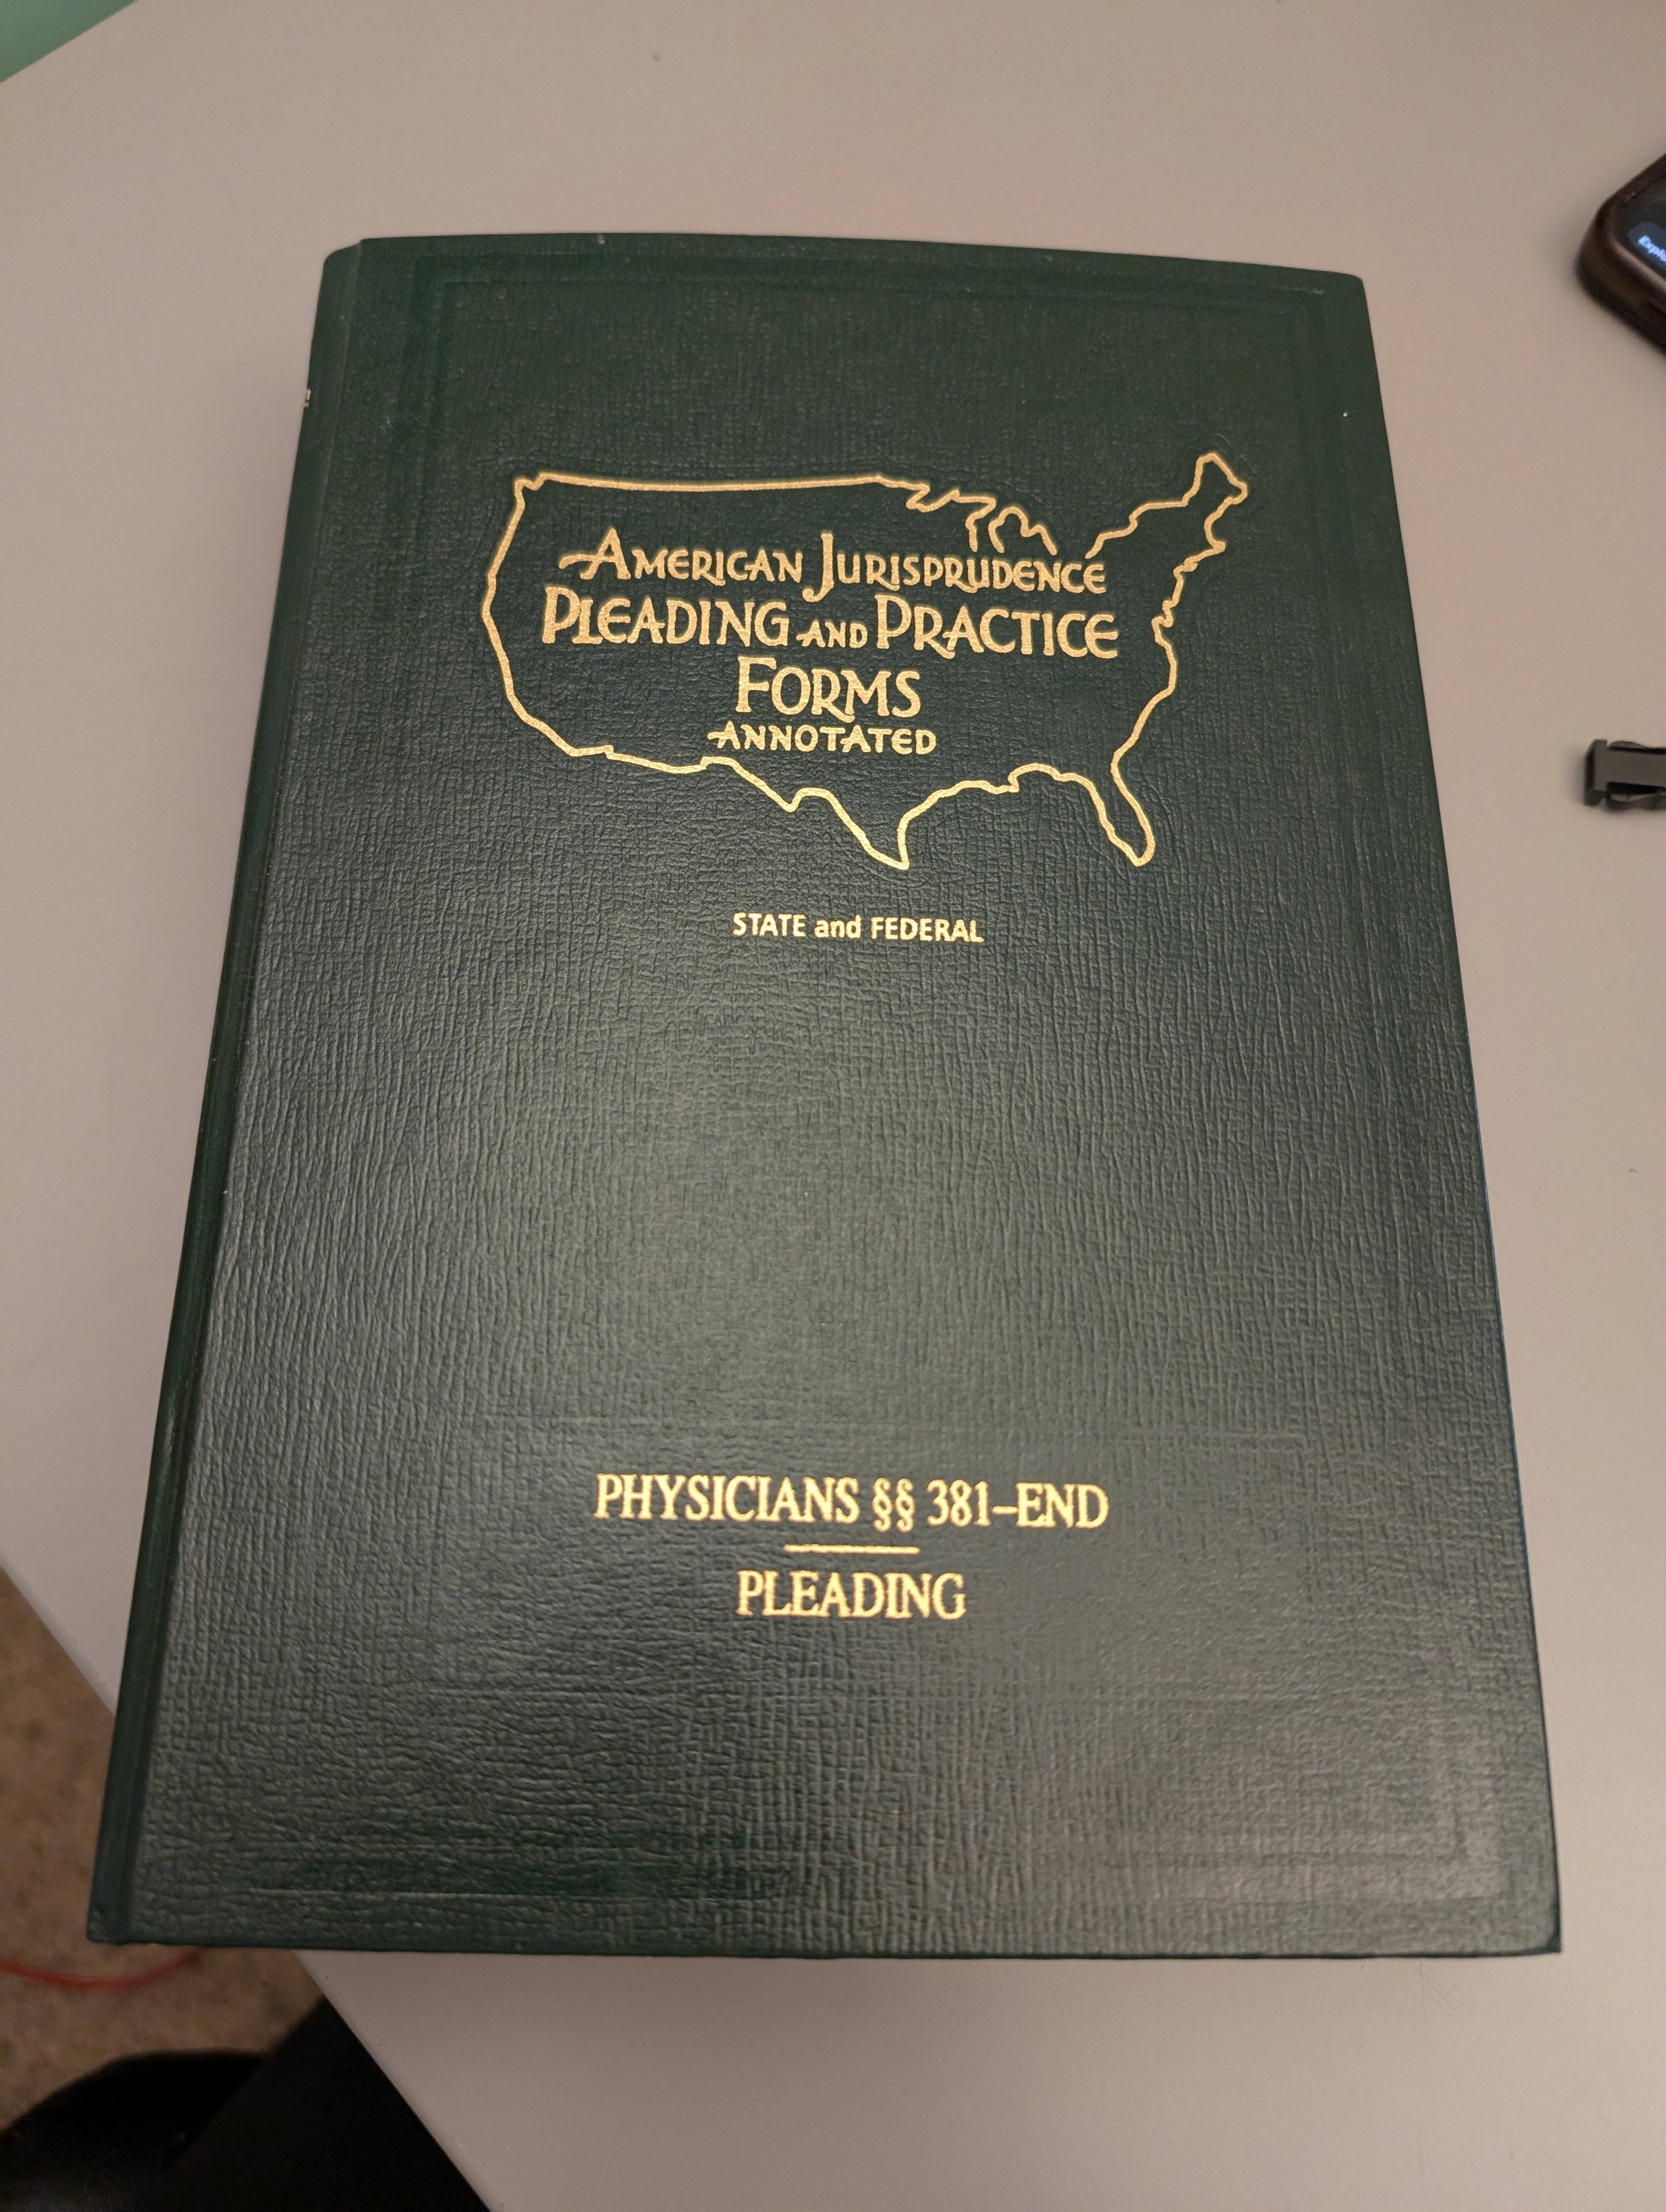 AMERICAN JURISPRUDENCE
PLEADING AND PRACTICE
FORMS
ANNOTATED
STATE and FEDERAL
PHYSICIANS §§ 381–END
PLEADING